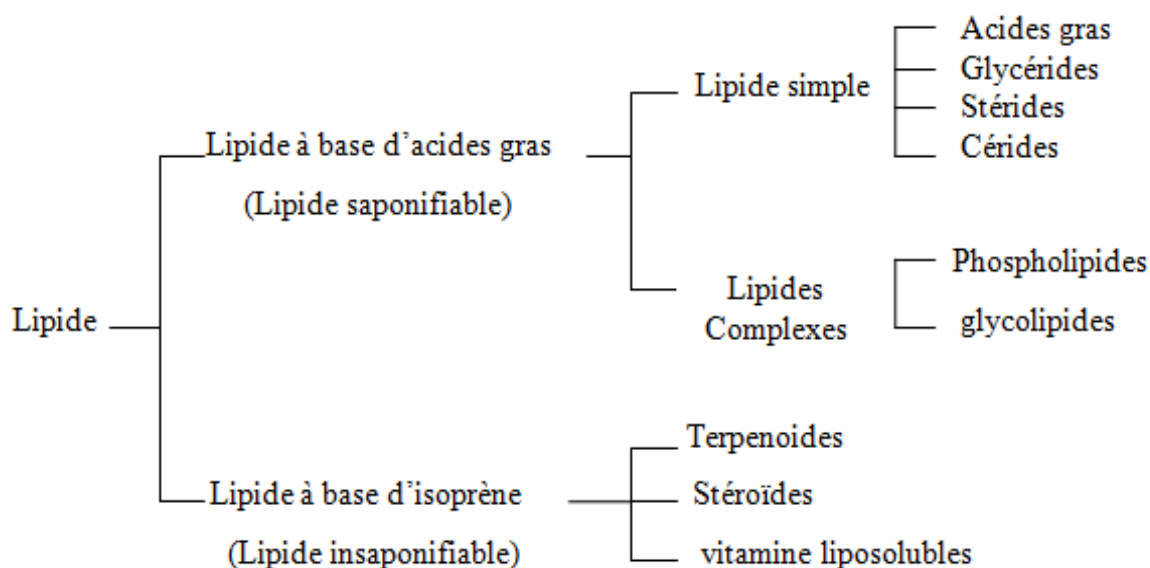 Acides gras
Lipide simple
Glycérides
Stérides
Cérides
Lipide à base d'acides gras
(Lipide saponifiable)
Phospholipides
Lipides
Complexes
glycolipides
Lipide
Terpenoides
Lipide à base d'isoprène
(Lipide insaponifiable)
Stéroïdes
vitamine liposolubles